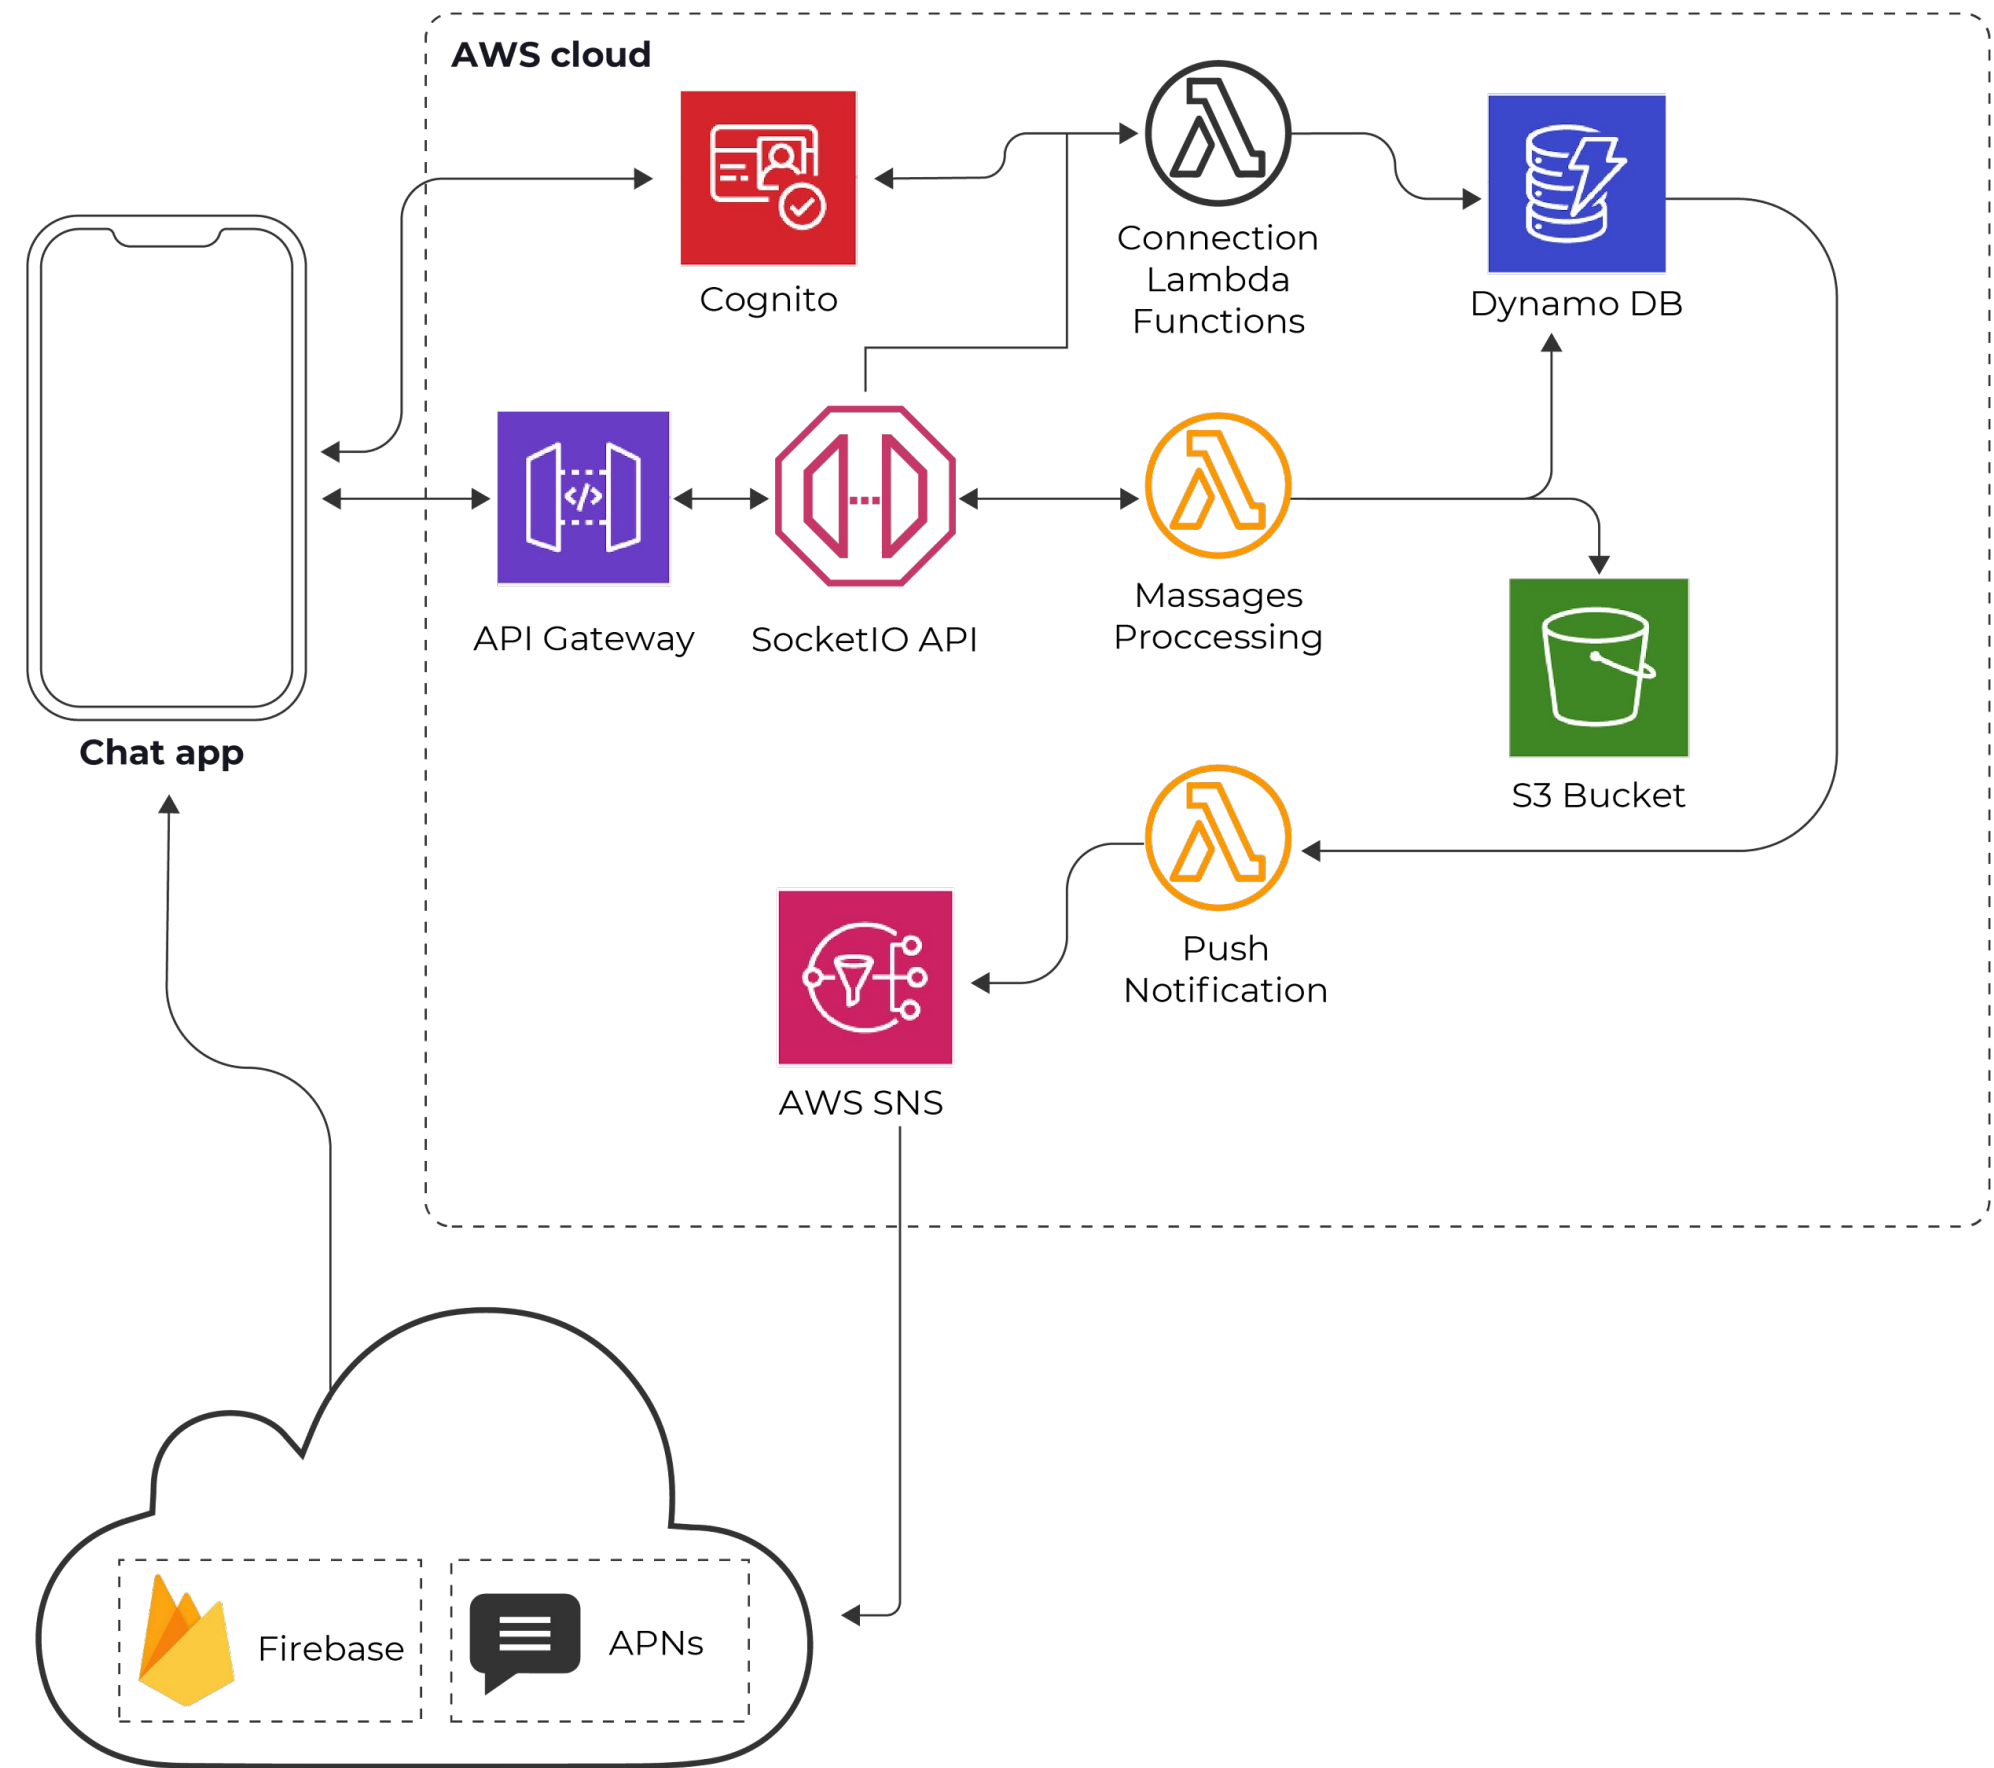 AWS cloud
Cognito
Connection
Lambda
Functions
Dynamo DB
API Gateway
SocketIO API
Massages
Proccessing
S3 Bucket
Chat app
Push
Notification
AWS SNS
Firebase
APNs